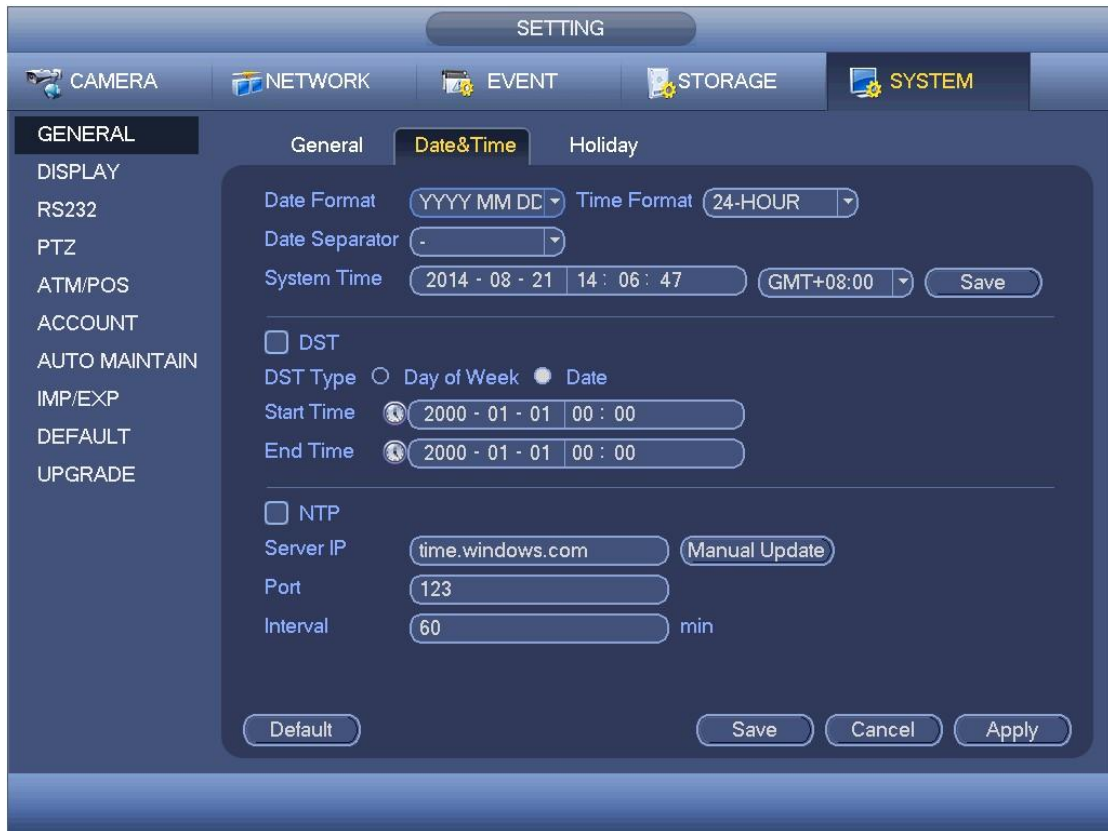 SETTING
CAMERA NETWORK EVENT STORAGE SYSTEM
GENERAL
DISPLAY
RS232
PTZ
ATM/POS
ACCOUNT
AUTO MAINTAIN
IMP/EXP
DEFAULT
UPGRADE
General Date&Time Holiday
Date Format YYYY MM DD Time Format 24-HOUR
Date Separator -
System Time 2014 - 08 - 21 14 : 06 : 47 GMT+08:00 Save
DST
DST Type Day of Week Date
Start Time 2000 - 01 - 01 00 : 00
End Time 2000 - 01 - 01 00 : 00
NTP
Server IP time.windows.com Manual Update
Port 123
Interval 60 min
Default Save Cancel Apply